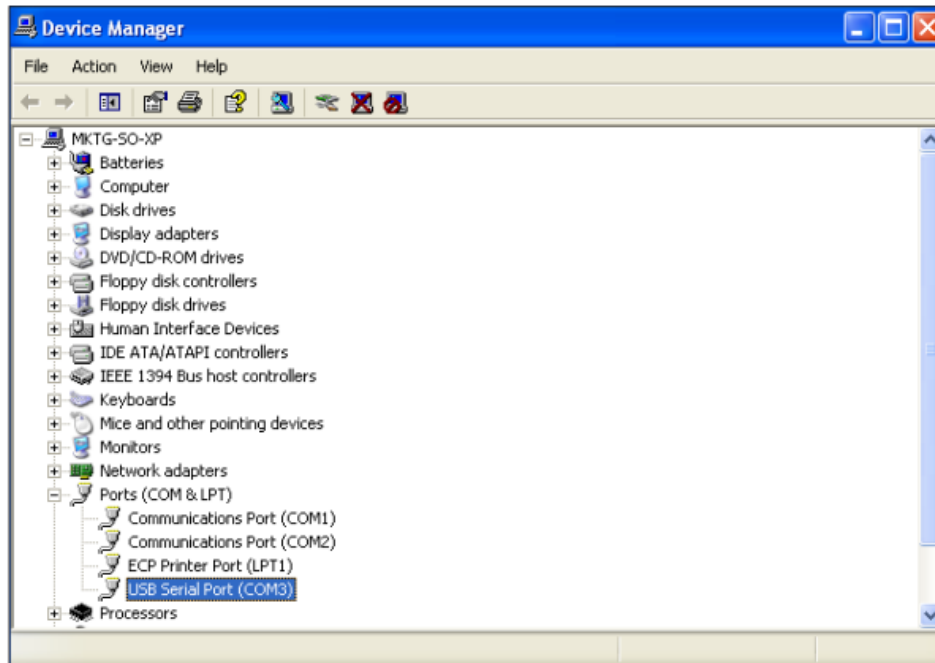 Device Manager
File Action View Help
MKTG-SO-XP
Batteries
Computer
Disk drives
Display adapters
DVD/CD-ROM drives
Floppy disk controllers
Floppy disk drives
Human Interface Devices
IDE ATA/ATAPI controllers
IEEE 1394 Bus host controllers
Keyboards
Mice and other pointing devices
Monitors
Network adapters
Ports (COM & LPT)
Communications Port (COM1)
Communications Port (COM2)
ECP Printer Port (LPT1)
USB Serial Port (COM3)
Processors